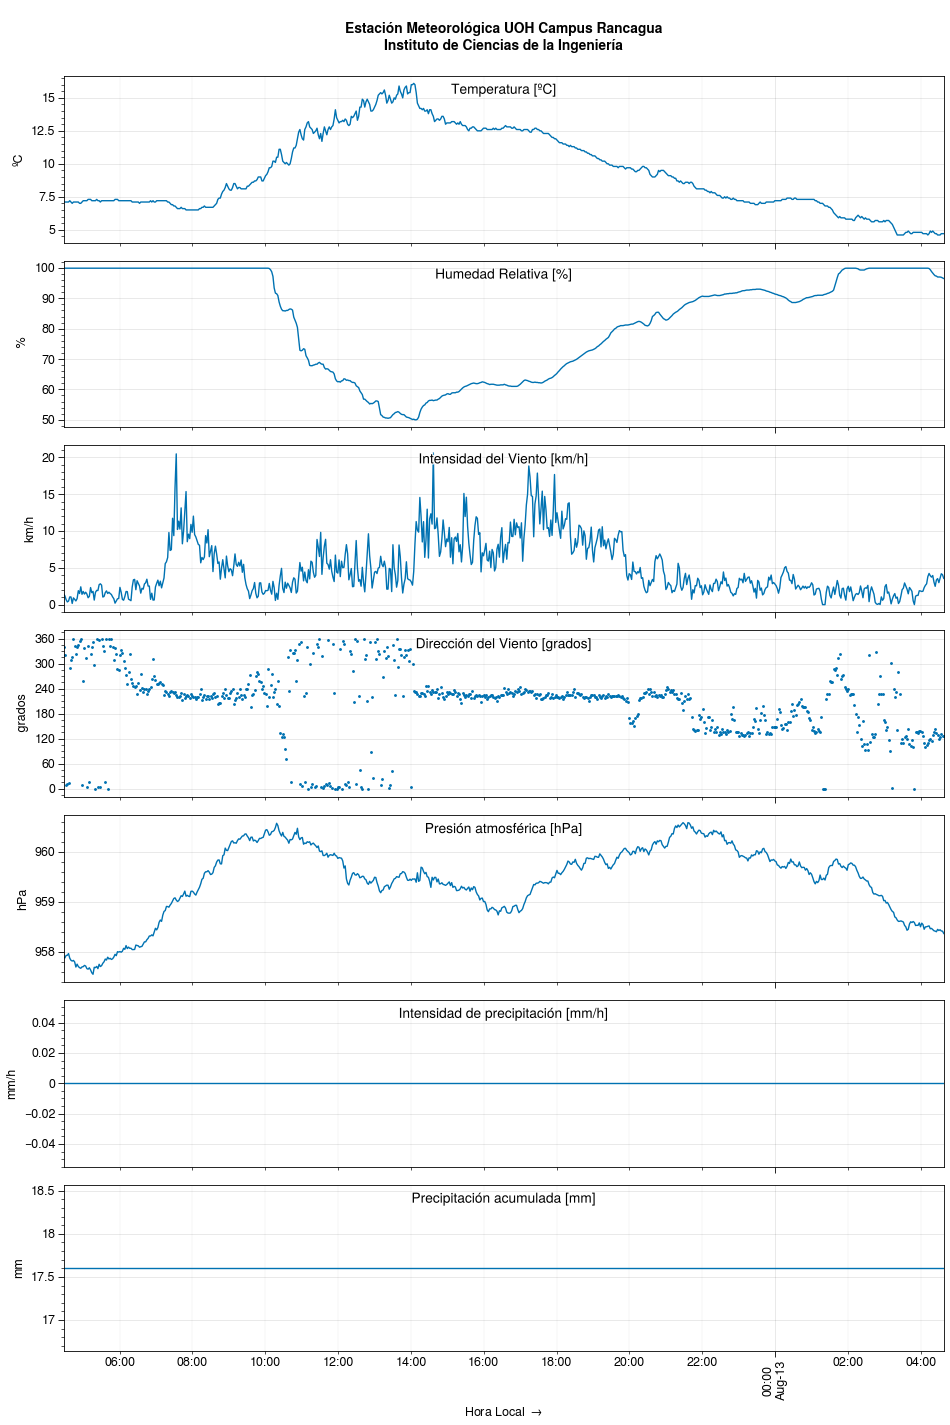 Estación Meteorológica UOH Campus Rancagua
Instituto de Ciencias de la Ingeniería
Temperatura [ºC]
15
12.5
10
7.5
5
ºC
Humedad Relativa [%]
100
90
80
70
60
50
%
Intensidad del Viento [km/h]
20
15
10
5
0
km/h
Dirección del Viento [grados]
360
300
240
180
120
60
0
grados
Presión atmosférica [hPa]
960
959
958
hPa
Intensidad de precipitación [mm/h]
0.04
0.02
0
−0.02
−0.04
mm/h
Precipitación acumulada [mm]
18.5
18
17.5
17
mm
06:00 08:00 10:00 12:00 14:00 16:00 18:00 20:00 22:00 00:00 02:00 04:00
Aug-13
Hora Local →